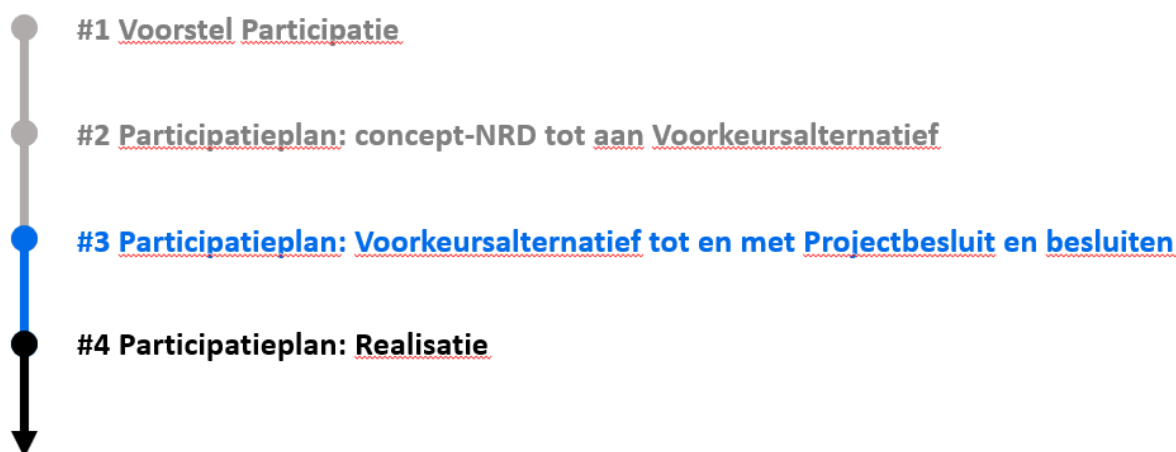 #1 Voorstel Participatie
#2 Participatieplan: concept-NRD tot aan Voorkeursalternatief
#3 Participatieplan: Voorkeursalternatief tot en met Projectbesluit en besluiten
#4 Participatieplan: Realisatie